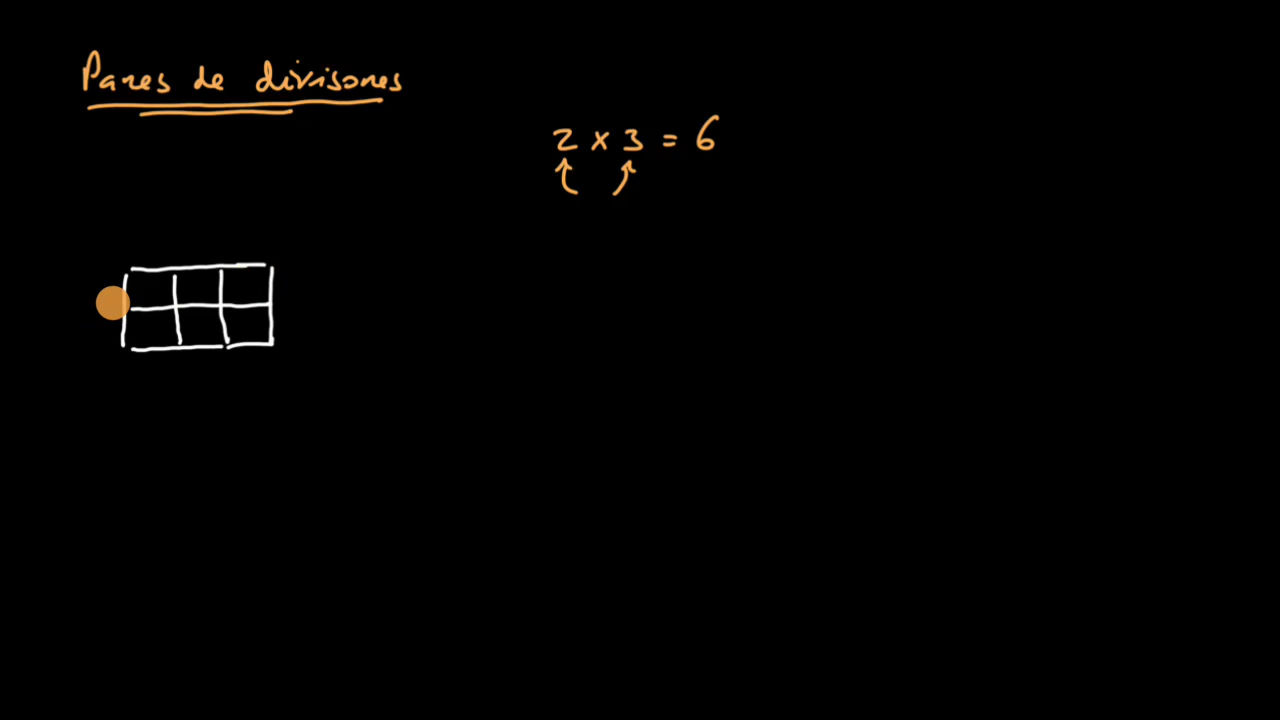 Pares de divisores
2 × 3 = 6